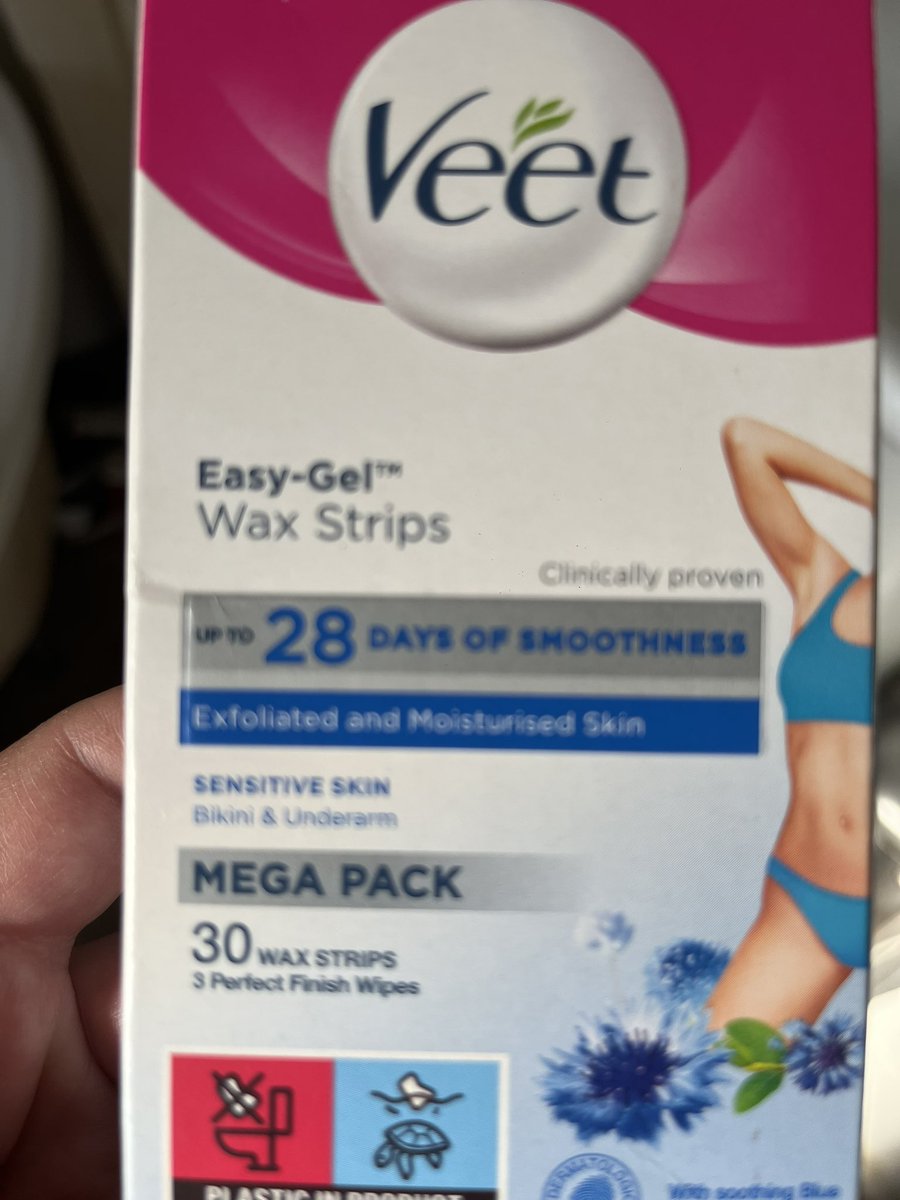 Veet
Easy-Gel™
Wax Strips
Clinically proven
UP TO 28 DAYS OF SMOOTHNESS
Exfoliated and Moisturised Skin
SENSITIVE SKIN
Bikini & Underarm
MEGA PACK
30 WAX STRIPS
3 Perfect Finish Wipes
PLASTIC IN PRODUCT
With soothing Blue